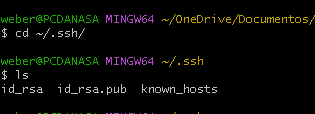 weber@PCDANASA MINGW64 ~/OneDrive/Documentos/
$ cd ~/.ssh/
weber@PCDANASA MINGW64 ~/.ssh
$ ls
id_rsa  id_rsa.pub  known_hosts